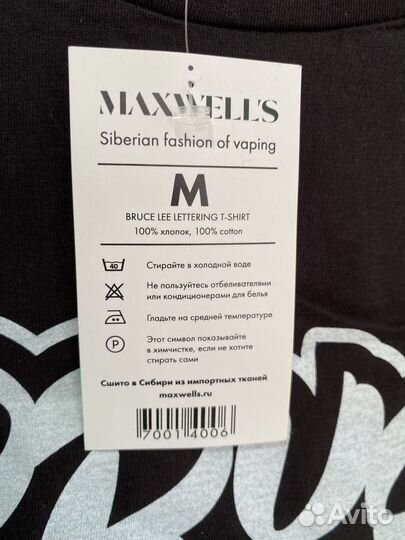 MAXWELL'S
Siberian fashion of vaping
M
BRUCE LEE LETTERING T-SHIRT
100% хлопок, 100% cotton
40
Стирайте в холодной воде
Не пользуйтесь отбеливателями
или кондиционерами для белья
Гладьте на средней температуре
P
Этот символ показывайте
в химчистке, если не хотите
стирать сами
Сшито в Сибири из импортных тканей
maxwells.ru
70014006
Avito